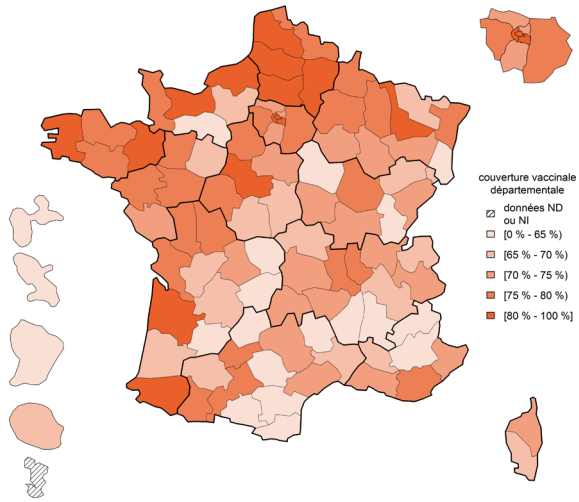 couverture vaccinale
départementale
données ND
ou NI
[0 % - 65 %)
[65 % - 70 %)
[70 % - 75 %)
[75 % - 80 %)
[80 % - 100 %]